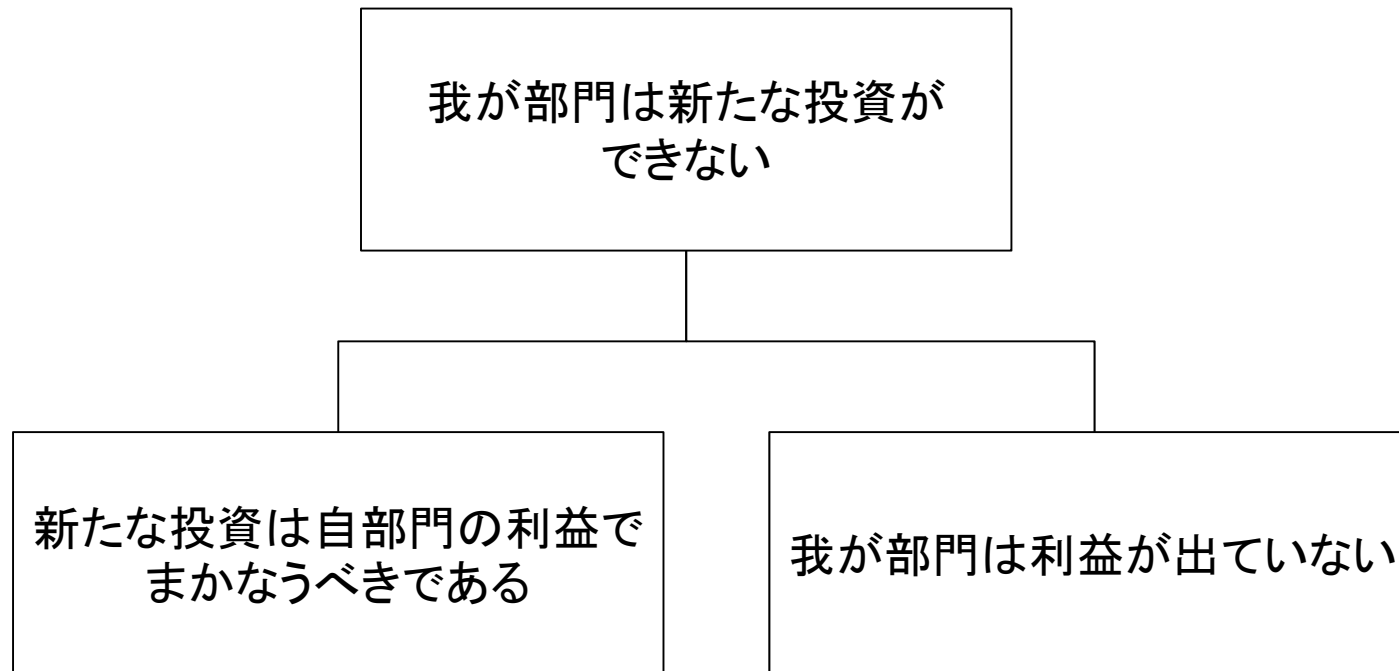 我が部門は新たな投資が
できない
新たな投資は自部門の利益で
まかなうべきである
我が部門は利益が出ていない